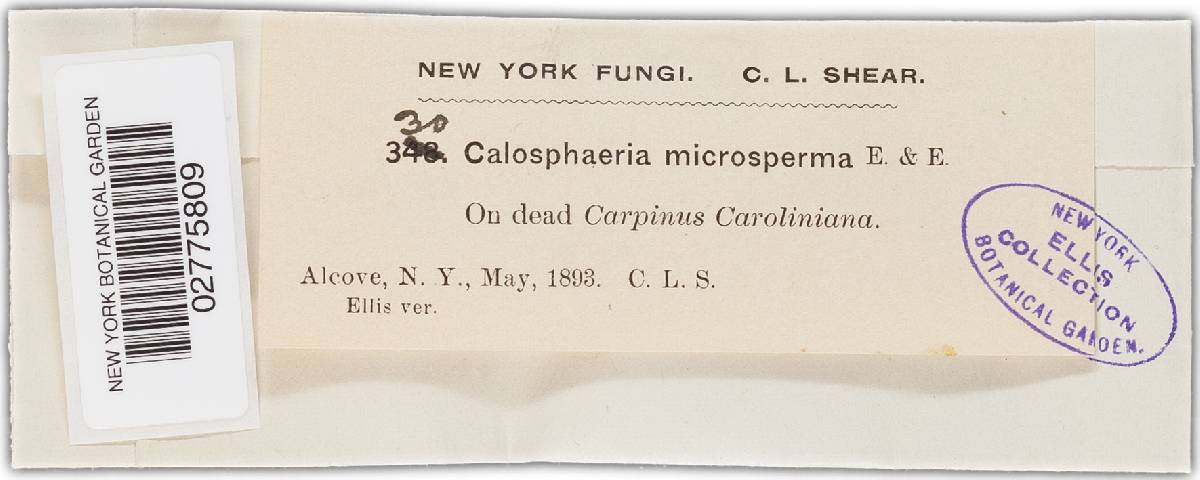 NEW YORK BOTANICAL GARDEN
02775809
NEW YORK FUNGI. C. L. SHEAR.
30
348. Calosphaeria microsperma E. & E.
On dead Carpinus Caroliniana.
Alcove, N. Y., May, 1893. C. L. S.
Ellis ver.
NEW YORK
ELLIS
COLLECTION
BOTANICAL GARDEN.